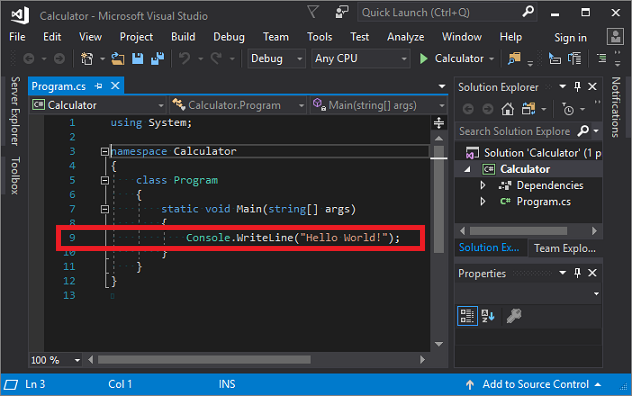 Calculator - Microsoft Visual Studio
Quick Launch (Ctrl+Q)
File Edit View Project Build Debug Team Tools Test Analyze Window Help Sign in
Debug Any CPU Calculator
Server Explorer
Toolbox
Program.cs
Calculator Calculator.Program Main(string[] args)
1 using System;
2
3 namespace Calculator
4 {
5 class Program
6 {
7 static void Main(string[] args)
8 {
9 Console.WriteLine("Hello World!");
10 }
11 }
12 }
13
100 %
Solution Explorer
Search Solution Explorer
Solution 'Calculator' (1 p
C# Calculator
Dependencies
C# Program.cs
Solution Ex... Team Explor...
Properties
Notifications
Ln 3 Col 1 INS Add to Source Control